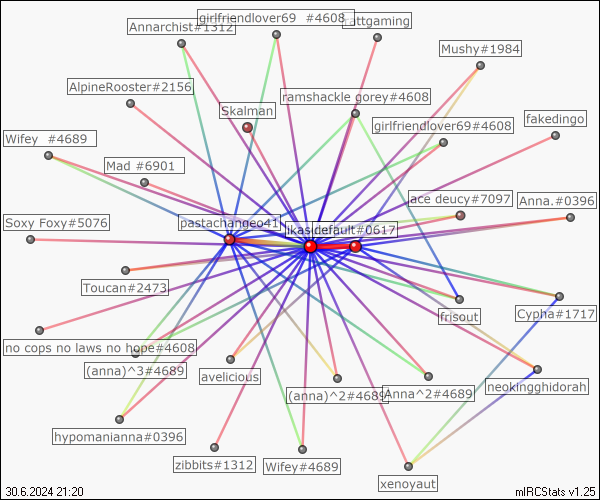 girlfriendlover69 #4608
Annarchist#1312
rattgaming
Mushy#1984
AlpineRooster#2156
ramshackle gorey#4608
Skalman
fakedingo
girlfriendlover69#4608
Wifey #4689
Mad #6901
ace deucy#7097
Anna.#0396
Soxy Foxy#5076
pastachangeo41
likasidefault#0617
Toucan#2473
frisout
Cypha#1717
no cops no laws no hope#4608
(anna)^3#4689
avelicious
(anna)^2#4689
Anna^2#4689
neokingghidorah
hypomanianna#0396
zibbits#1312
Wifey#4689
xenoyaut
30.6.2024 21:20
mIRCStats v1.25